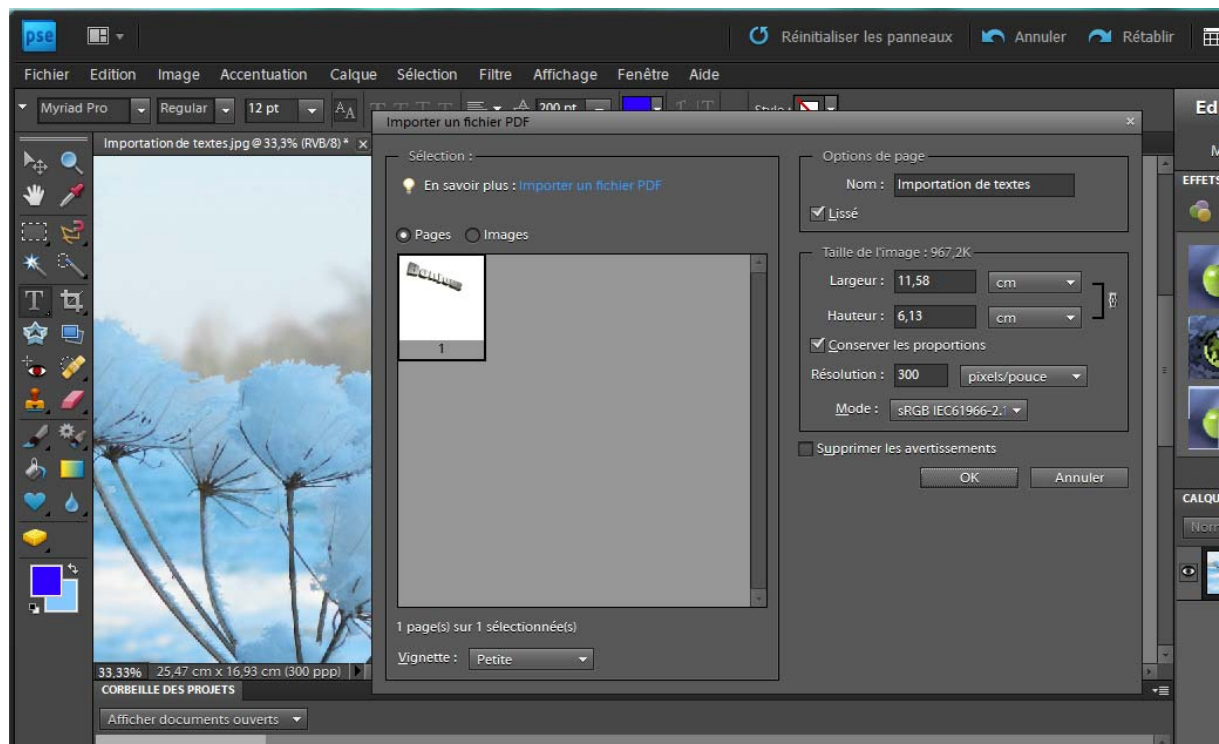 pse
Réinitialiser les panneaux Annuler Rétablir
Fichier Edition Image Accentuation Calque Sélection Filtre Affichage Fenêtre Aide
Myriad Pro Regular 12 pt 200 pt Style :
Importer un fichier PDF
Importation de textes.jpg @ 33,3% (RVB/8) *
Sélection :
En savoir plus : Importer un fichier PDF
Pages Images
Bonjour
1
1 page(s) sur 1 sélectionnée(s)
Vignette : Petite
Options de page
Nom : Importation de textes
Lissé
Taille de l'image : 967,2K
Largeur : 11,58 cm
Hauteur : 6,13 cm
Conserver les proportions
Résolution : 300 pixels/pouce
Mode : sRGB IEC61966-2.1
Supprimer les avertissements
OK Annuler
Ed
M
EFFETS
CALQU
Norm
33,33% 25,47 cm x 16,93 cm (300 ppp)
CORBEILLE DES PROJETS
Afficher documents ouverts